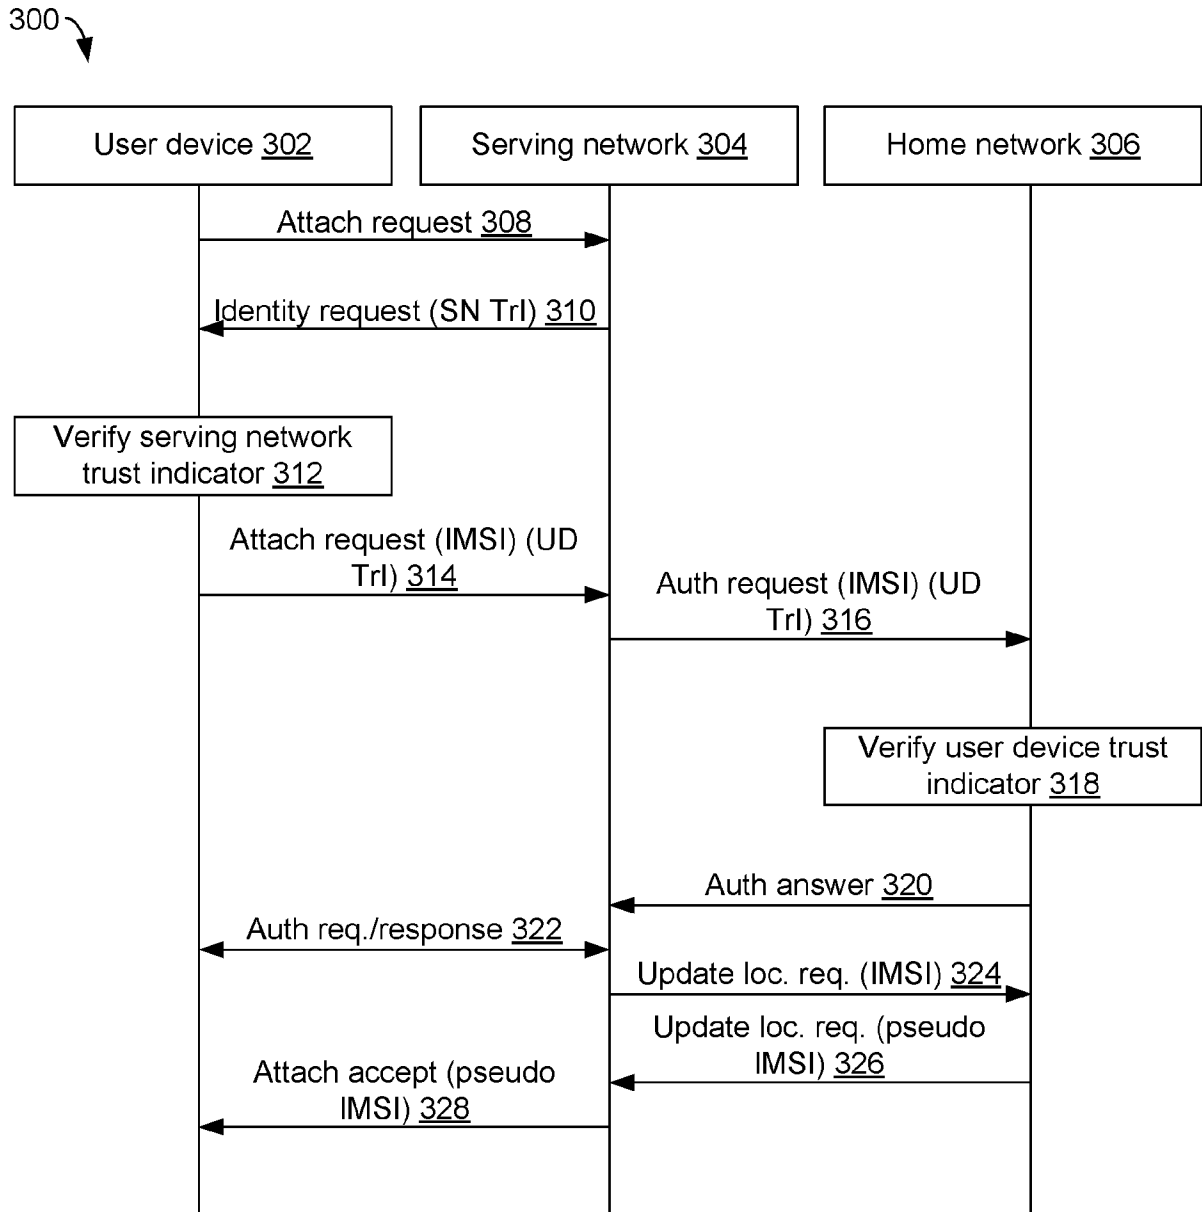 300
User device 302
Serving network 304
Home network 306
Attach request 308
Identity request (SN TrI) 310
Verify serving network
trust indicator 312
Attach request (IMSI) (UD
TrI) 314
Auth request (IMSI) (UD
TrI) 316
Verify user device trust
indicator 318
Auth answer 320
Auth req./response 322
Update loc. req. (IMSI) 324
Update loc. req. (pseudo
IMSI) 326
Attach accept (pseudo
IMSI) 328